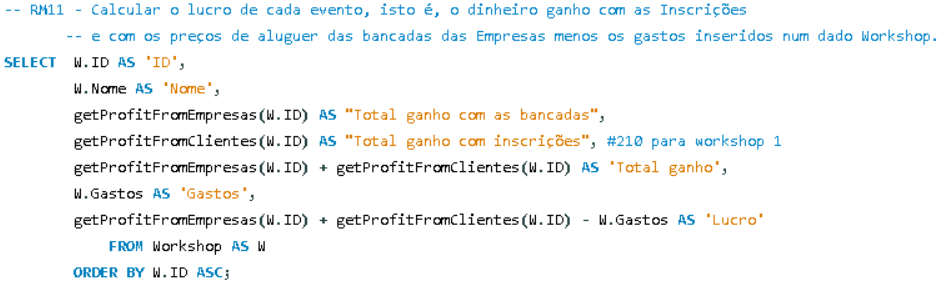 -- RM11 - Calcular o lucro de cada evento, isto é, o dinheiro ganho com as Inscrições
-- e com os preços de aluguer das bancadas das Empresas menos os gastos inseridos num dado Workshop.
SELECT W.ID AS 'ID',
W.Nome AS 'Nome',
getProfitFromEmpresas(W.ID) AS "Total ganho com as bancadas",
getProfitFromClientes(W.ID) AS "Total ganho com inscrições", #210 para workshop 1
getProfitFromEmpresas(W.ID) + getProfitFromClientes(W.ID) AS 'Total ganho',
W.Gastos AS 'Gastos',
getProfitFromEmpresas(W.ID) + getProfitFromClientes(W.ID) - W.Gastos AS 'Lucro'
FROM Workshop AS W
ORDER BY W.ID ASC;